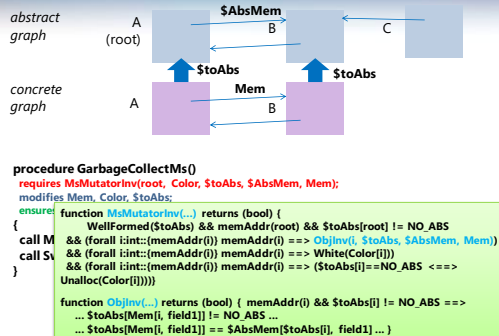 abstract
graph
A
(root)
$AbsMem
B
C
$toAbs
$toAbs
concrete
graph
A
Mem
B
procedure GarbageCollectMs()
requires MsMutatorInv(root, Color, $toAbs, $AbsMem, Mem);
modifies Mem, Color, $toAbs;
ensures
{
call M
call Sw
}
function MsMutatorInv(...) returns (bool) {
WellFormed($toAbs) && memAddr(root) && $toAbs[root] != NO_ABS
&& (forall i:int::{memAddr(i)} memAddr(i) ==> ObjInv(i, $toAbs, $AbsMem, Mem))
&& (forall i:int::{memAddr(i)} memAddr(i) ==> White(Color[i]))
&& (forall i:int::{memAddr(i)} memAddr(i) ==> ($toAbs[i]==NO_ABS <==>
Unalloc(Color[i])))}
function ObjInv(...) returns (bool) { memAddr(i) && $toAbs[i] != NO_ABS ==>
... $toAbs[Mem[i, field1]] != NO_ABS ...
... $toAbs[Mem[i, field1]] == $AbsMem[$toAbs[i], field1] ... }